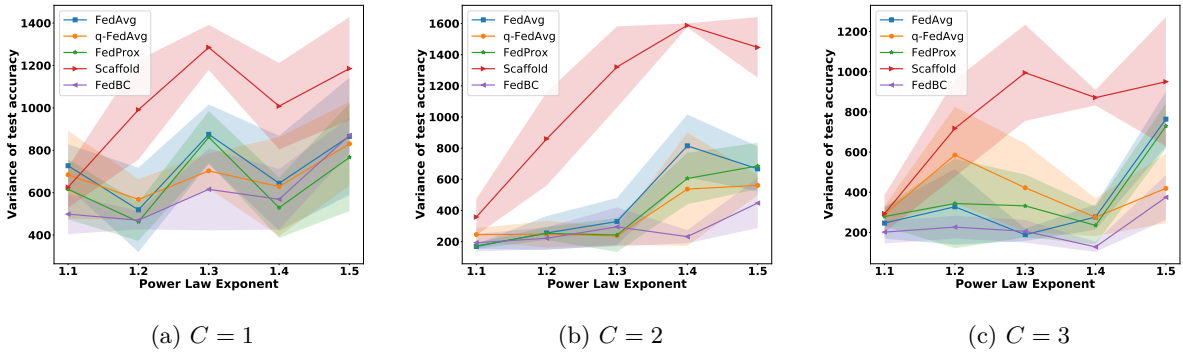 1400
1200
1000
800
600
400
1.1 1.2 1.3 1.4 1.5
Variance of test accuracy
Power Law Exponent
FedAvg
q-FedAvg
FedProx
Scaffold
FedBC
(a) C = 1
1600
1400
1200
1000
800
600
400
200
1.1 1.2 1.3 1.4 1.5
Variance of test accuracy
Power Law Exponent
FedAvg
q-FedAvg
FedProx
Scaffold
FedBC
(b) C = 2
1200
1000
800
600
400
200
1.1 1.2 1.3 1.4 1.5
Variance of test accuracy
Power Law Exponent
FedAvg
q-FedAvg
FedProx
Scaffold
FedBC
(c) C = 3